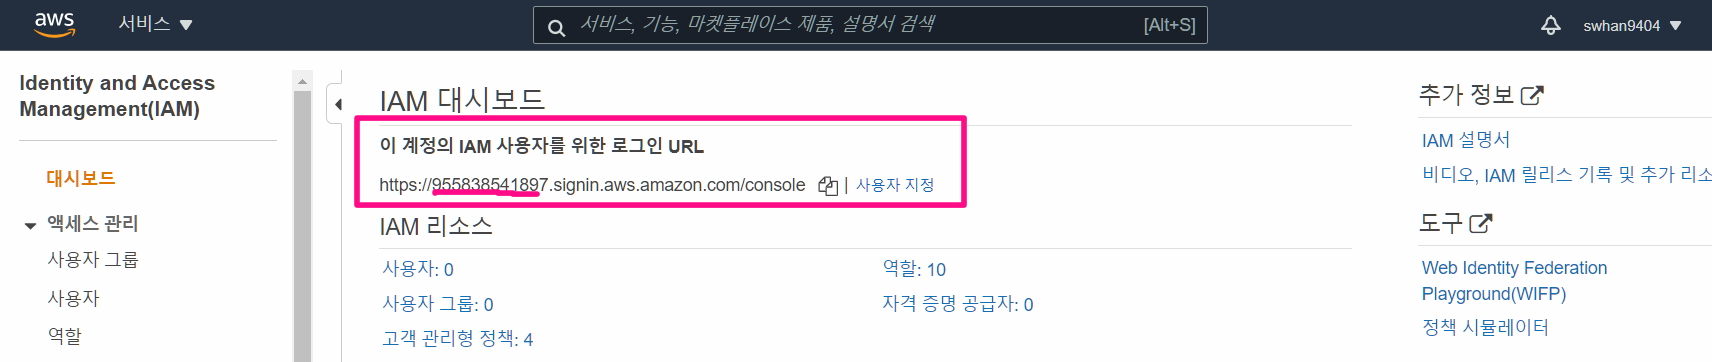 aws
서비스
서비스, 기능, 마켓플레이스 제품, 설명서 검색
[Alt+S]
swhan9404
Identity and Access
Management(IAM)
대시보드
액세스 관리
사용자 그룹
사용자
역할
IAM 대시보드
이 계정의 IAM 사용자를 위한 로그인 URL
https://955838541897.signin.aws.amazon.com/console | 사용자 지정
IAM 리소스
사용자: 0
역할: 10
사용자 그룹: 0
자격 증명 공급자: 0
고객 관리형 정책: 4
추가 정보
IAM 설명서
비디오, IAM 릴리스 기록 및 추가 리소
도구
Web Identity Federation
Playground(WIFP)
정책 시뮬레이터